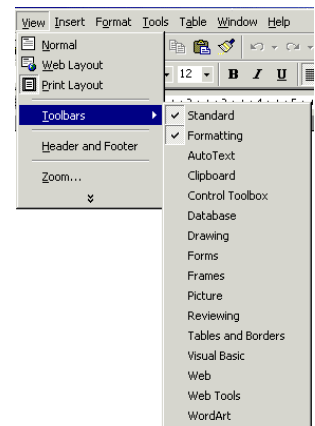 View Insert Format Tools Table Window Help
Normal
Web Layout
Print Layout
12 B I U
Toolbars
Header and Footer
Zoom...
Standard
Formatting
AutoText
Clipboard
Control Toolbox
Database
Drawing
Forms
Frames
Picture
Reviewing
Tables and Borders
Visual Basic
Web
Web Tools
WordArt